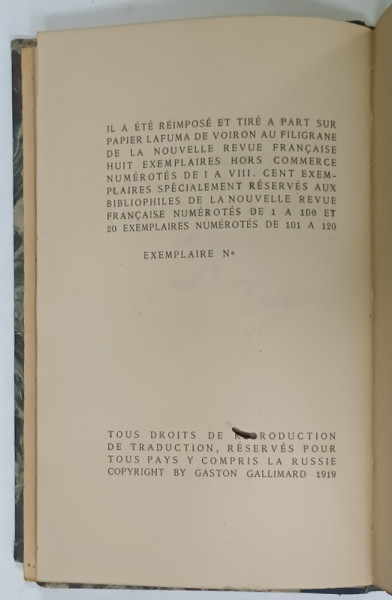 IL A ÉTÉ RÉIMPOSÉ ET TIRÉ A PART SUR
PAPIER LAFUMA DE VOIRON AU FILIGRANE
DE LA NOUVELLE REVUE FRANÇAISE
HUIT EXEMPLAIRES HORS COMMERCE
NUMÉROTÉS DE I A VIII. CENT EXEM-
PLAIRES SPÉCIALEMENT RÉSERVÉS AUX
BIBLIOPHILES DE LA NOUVELLE REVUE
FRANÇAISE NUMÉROTÉS DE 1 A 100 ET
20 EXEMPLAIRES NUMÉROTÉS DE 101 A 120
EXEMPLAIRE Nº
TOUS DROITS DE
DE TRADUCTION, RÉSERVÉS POUR
TOUS PAYS Y COMPRIS LA RUSSIE
COPYRIGHT BY GASTON GALLIMARD 1919